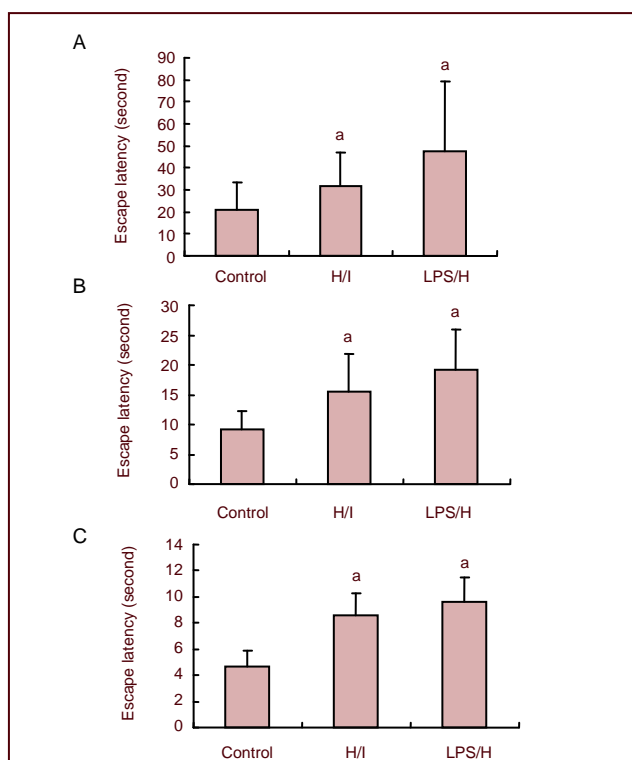 A
Escape latency (second)
90
80
70
60
50
40
30
20
10
0
a
a
Control H/I LPS/H
B
Escape latency (second)
30
25
20
15
10
5
0
a
a
Control H/I LPS/H
C
Escape latency (second)
14
12
10
8
6
4
2
0
a
a
Control H/I LPS/H